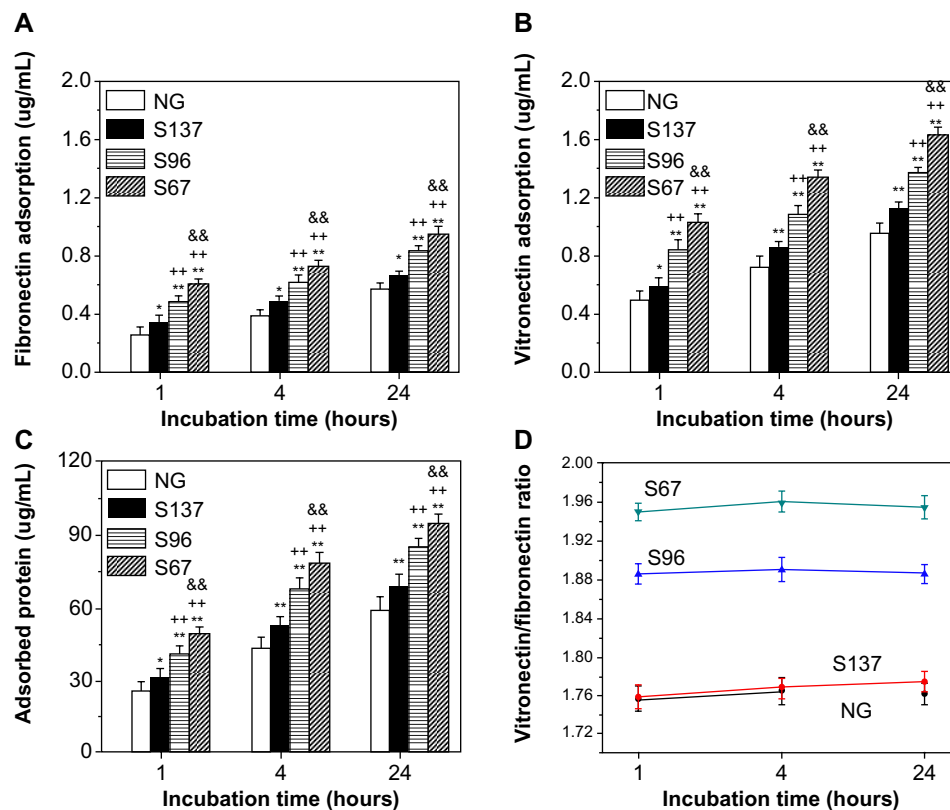 A
Fibronectin adsorption (ug/mL)
2.0
1.6
1.2
0.8
0.4
0.0
NG
S137
S96
S67
*
++
**
&&
++
**
*
++
**
&&
++
**
*
++
**
&&
++
**
1 4 24
Incubation time (hours)
B
Vitronectin adsorption (ug/mL)
2.0
1.6
1.2
0.8
0.4
0.0
NG
S137
S96
S67
*
++
**
&&
++
**
**
++
**
&&
++
**
**
++
**
&&
++
**
1 4 24
Incubation time (hours)
C
Adsorbed protein (ug/mL)
120
90
60
30
0
NG
S137
S96
S67
*
++
**
&&
++
**
**
++
**
&&
++
**
**
++
**
&&
++
**
1 4 24
Incubation time (hours)
D
Vitronectin/fibronectin ratio
2.00
1.96
1.92
1.88
1.84
1.80
1.76
1.72
S67
S96
S137
NG
1 4 24
Incubation time (hours)